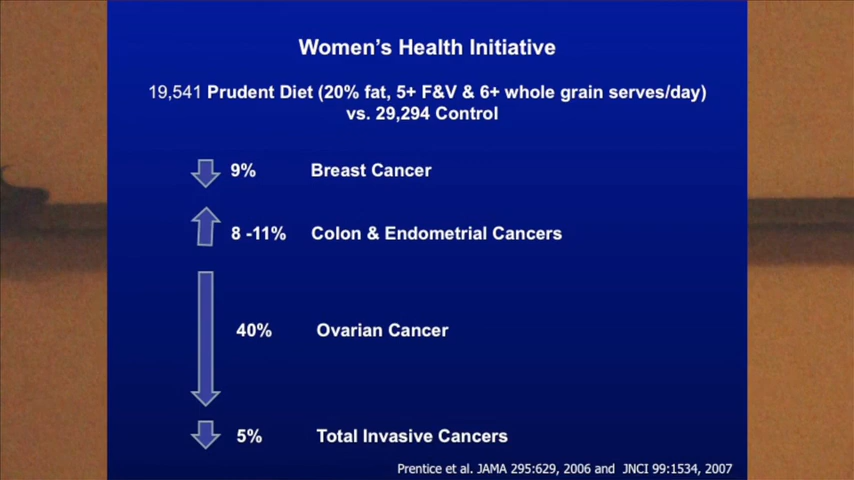 Women's Health Initiative
19,541 Prudent Diet (20% fat, 5+ F&V & 6+ whole grain serves/day)
vs. 29,294 Control
9% Breast Cancer
8 -11% Colon & Endometrial Cancers
40% Ovarian Cancer
5% Total Invasive Cancers
Prentice et al. JAMA 295:629, 2006 and JNCI 99:1534, 2007